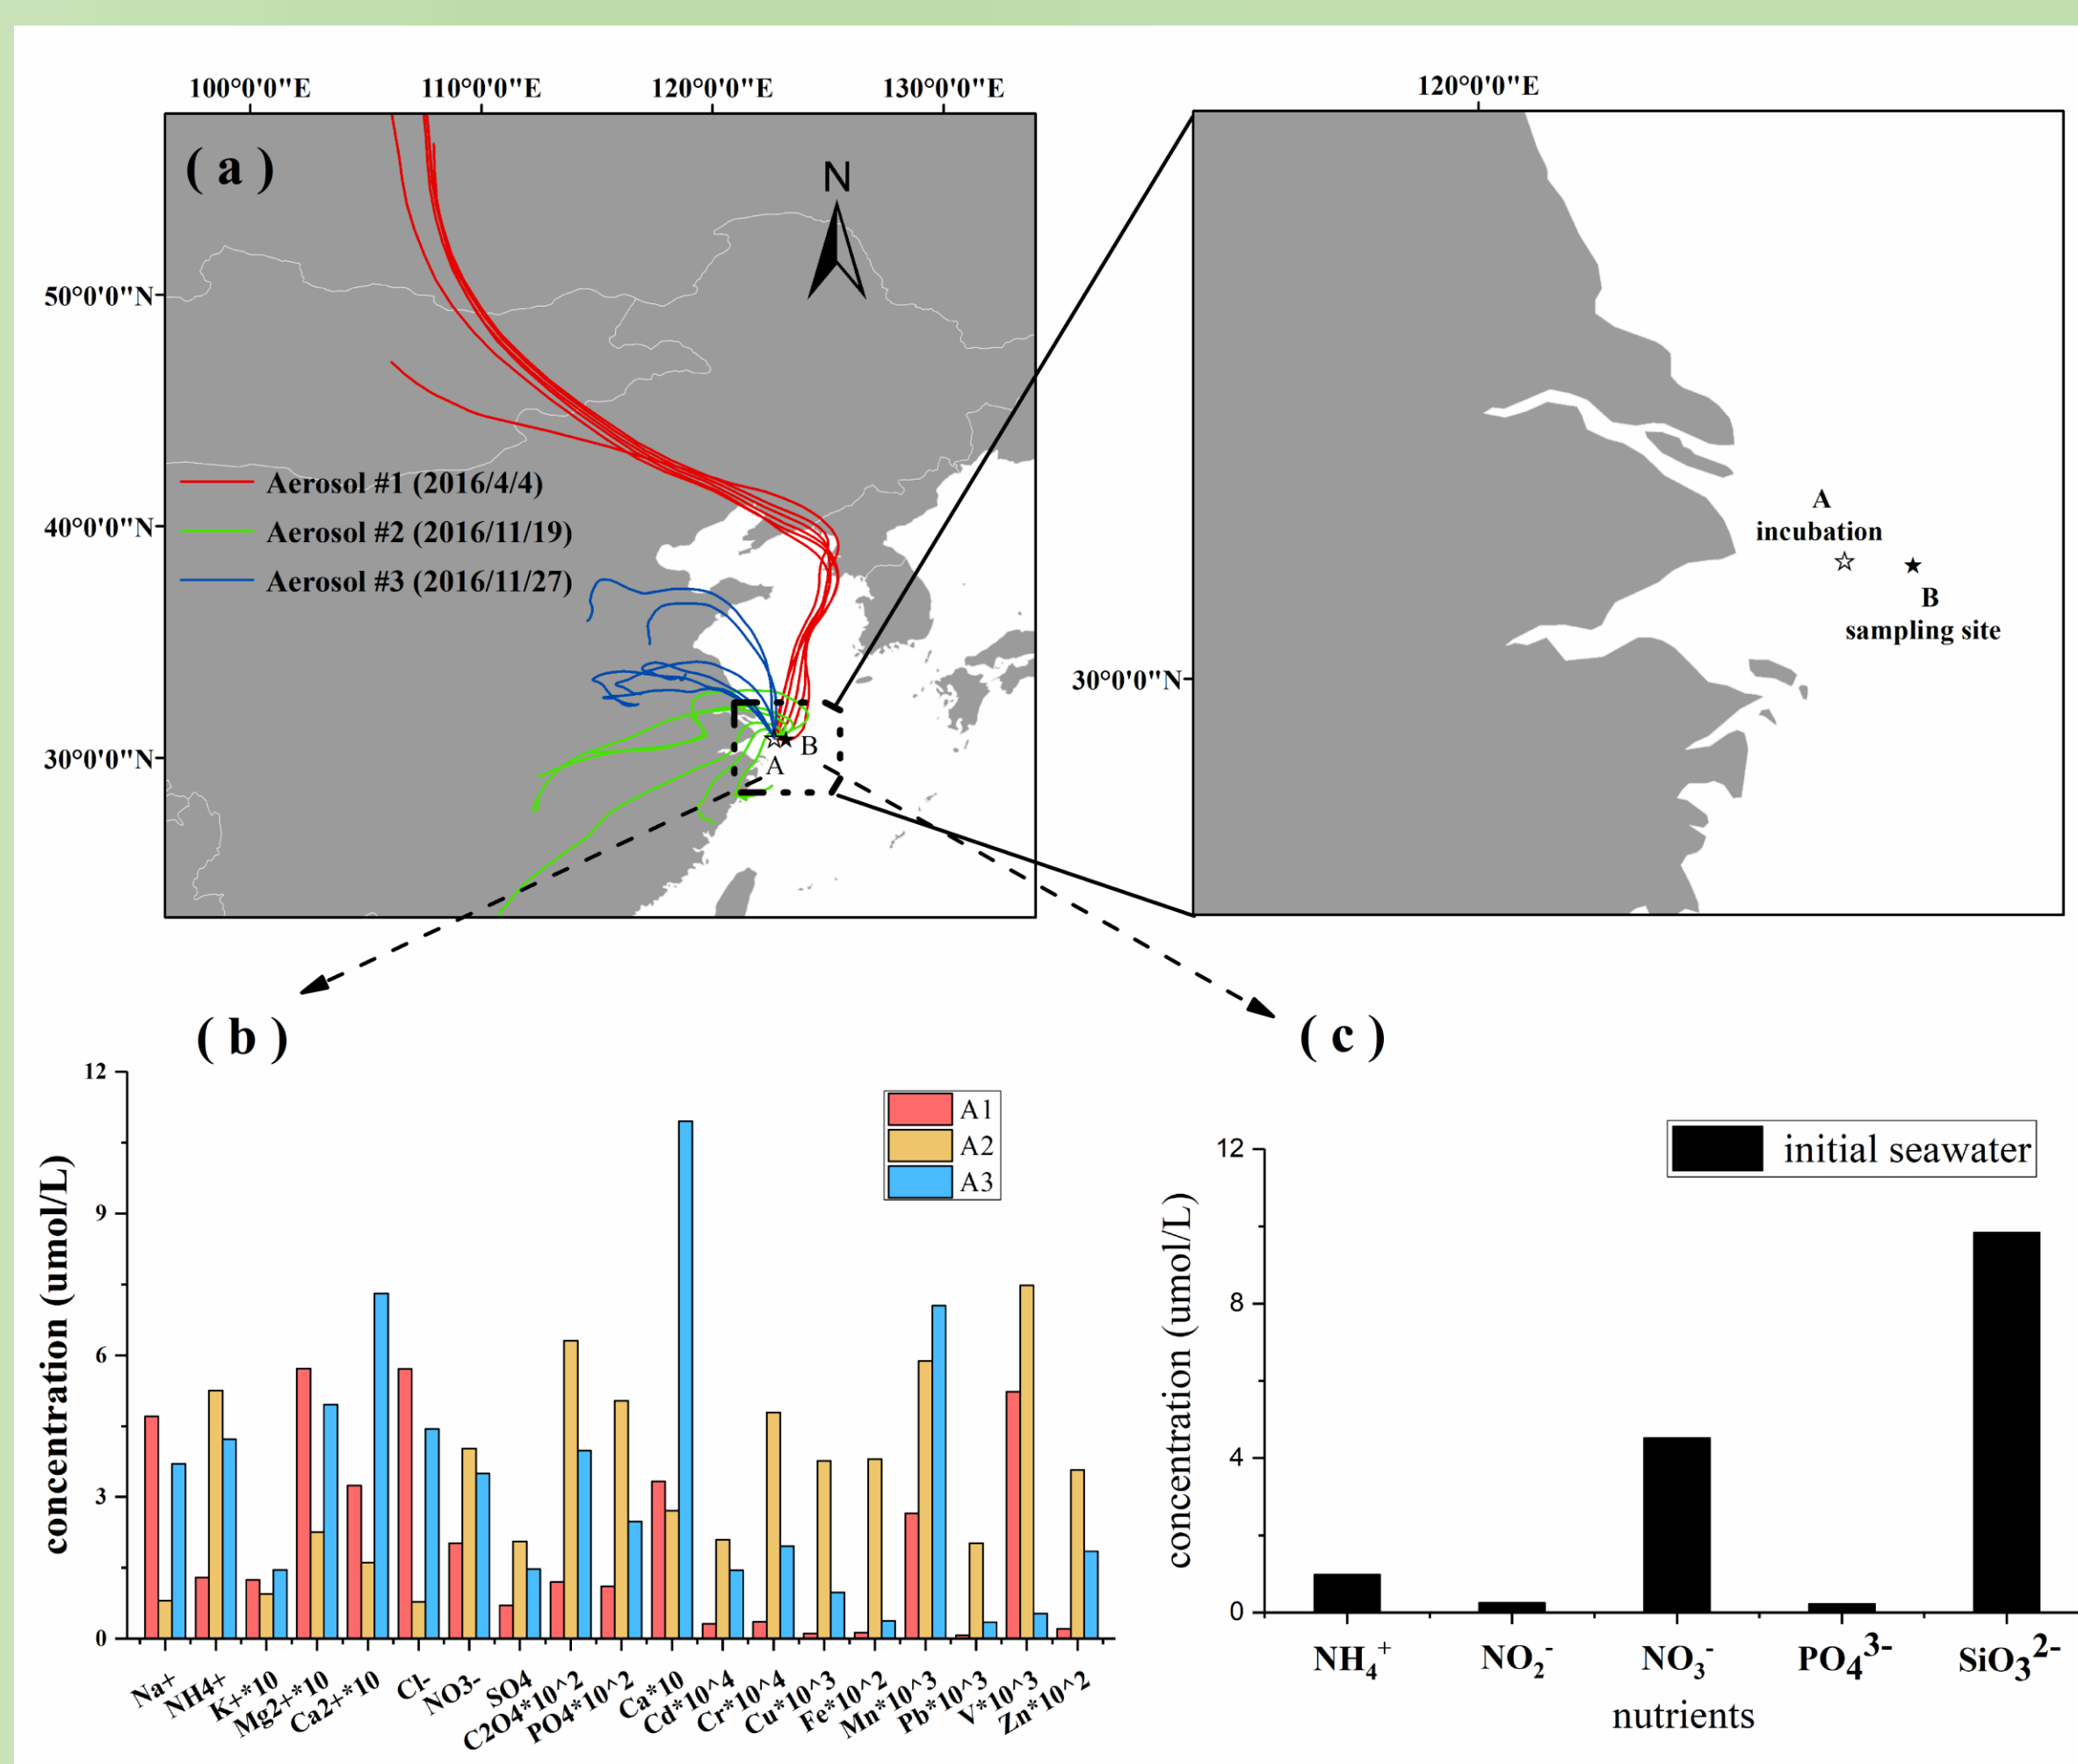 100°0'0"E 110°0'0"E 120°0'0"E 130°0'0"E
50°0'0"N
40°0'0"N
30°0'0"N
( a )
N
Aerosol #1 (2016/4/4)
Aerosol #2 (2016/11/19)
Aerosol #3 (2016/11/27)
B
A
120°0'0"E
30°0'0"N
A
incubation
B
sampling site
( b )
12
9
6
3
0
concentration (umol/L)
A1
A2
A3
Na+ NH4+ K+*10 Mg2+*10 Ca2+*10 Cl- NO3- SO4 C2O4*10^2 PO4*10^2 Ca*10 Cd*10^4 Cr*10^4 Cu*10^3 Fe*10^2 Mn*10^3 Pb*10^3 V*10^3 Zn*10^2
( c )
12
8
4
0
concentration (umol/L)
initial seawater
NH₄⁺ NO₂⁻ NO₃⁻ PO₄³⁻ SiO₃²⁻
nutrients